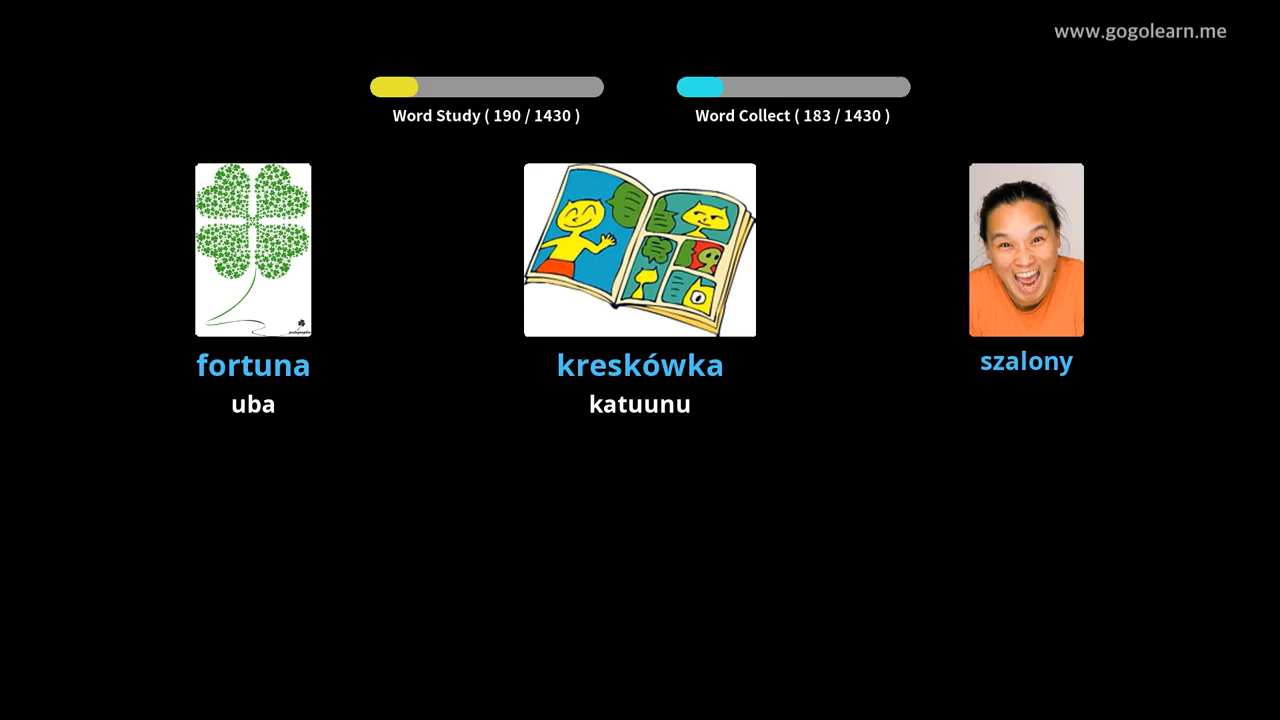 www.gogolearn.me
Word Study ( 190 / 1430 )
Word Collect ( 183 / 1430 )
fortuna
uba
kreskówka
katuunu
szalony